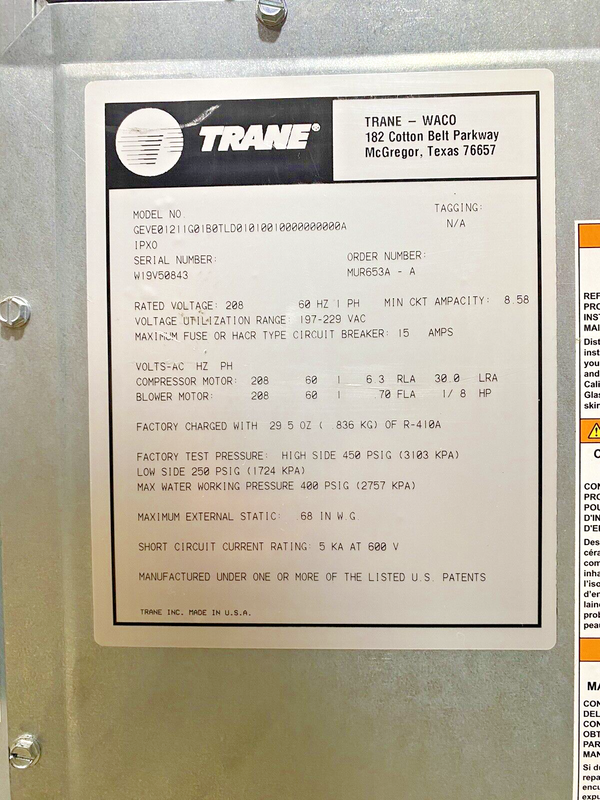 TRANE®
TRANE - WACO
182 Cotton Belt Parkway
McGregor, Texas 76657
MODEL NO.
TAGGING:
GEVE01211G01B0TLD01010010000000000A
N/A
IPXO
SERIAL NUMBER:
ORDER NUMBER:
W19V50843
MUR653A - A
RATED VOLTAGE: 208 60 HZ 1 PH MIN CKT AMPACITY: 8.58
VOLTAGE UTILIZATION RANGE: 197-229 VAC
MAXIMUM FUSE OR HACR TYPE CIRCUIT BREAKER: 15 AMPS
VOLTS-AC HZ PH
COMPRESSOR MOTOR: 208 60 1 6 3 RLA 30.0 LRA
BLOWER MOTOR: 208 60 1 70 FLA 1/ 8 HP
FACTORY CHARGED WITH 29 5 OZ ( 836 KG) OF R-410A
FACTORY TEST PRESSURE: HIGH SIDE 450 PSIG (3103 KPA)
LOW SIDE 250 PSIG (1724 KPA)
MAX WATER WORKING PRESSURE 400 PSIG (2757 KPA)
MAXIMUM EXTERNAL STATIC: .68 IN W.G
SHORT CIRCUIT CURRENT RATING: 5 KA AT 600 V
MANUFACTURED UNDER ONE OR MORE OF THE LISTED U.S. PATENTS
TRANE INC. MADE IN U.S.A.